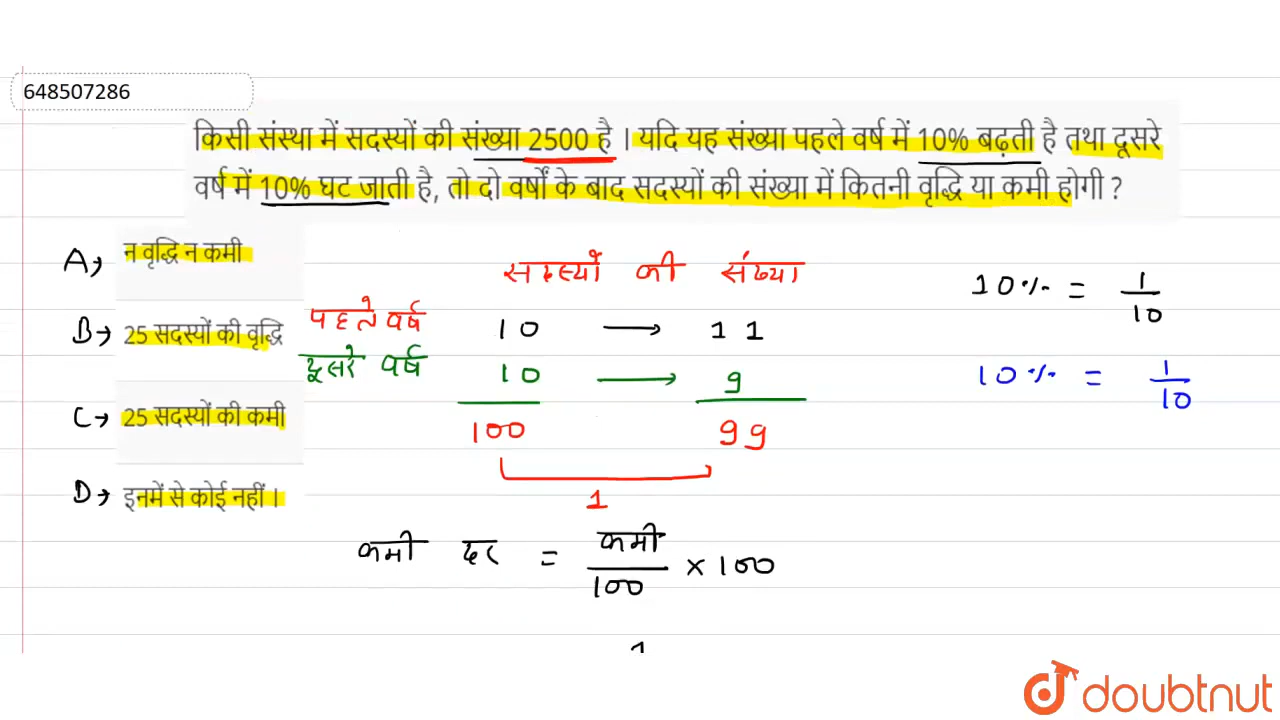 648507286
किसी संस्था में सदस्यों की संख्या 2500 है । यदि यह संख्या पहले वर्ष में 10% बढ़ती है तथा दूसरे
वर्ष में 10% घट जाती है, तो दो वर्षों के बाद सदस्यों की संख्या में कितनी वृद्धि या कमी होगी ?
A, न वृद्धि न कमी
B, 25 सदस्यों की वृद्धि
C, 25 सदस्यों की कमी
D, इनमें से कोई नहीं ।
सदस्यों की संख्या
पहले वर्ष 10 → 11
दूसरे वर्ष 10 → 9
100 99
1
कमी दर = कमी/100 × 100
1
10% = 1/10
10% = 1/10
doubtnut